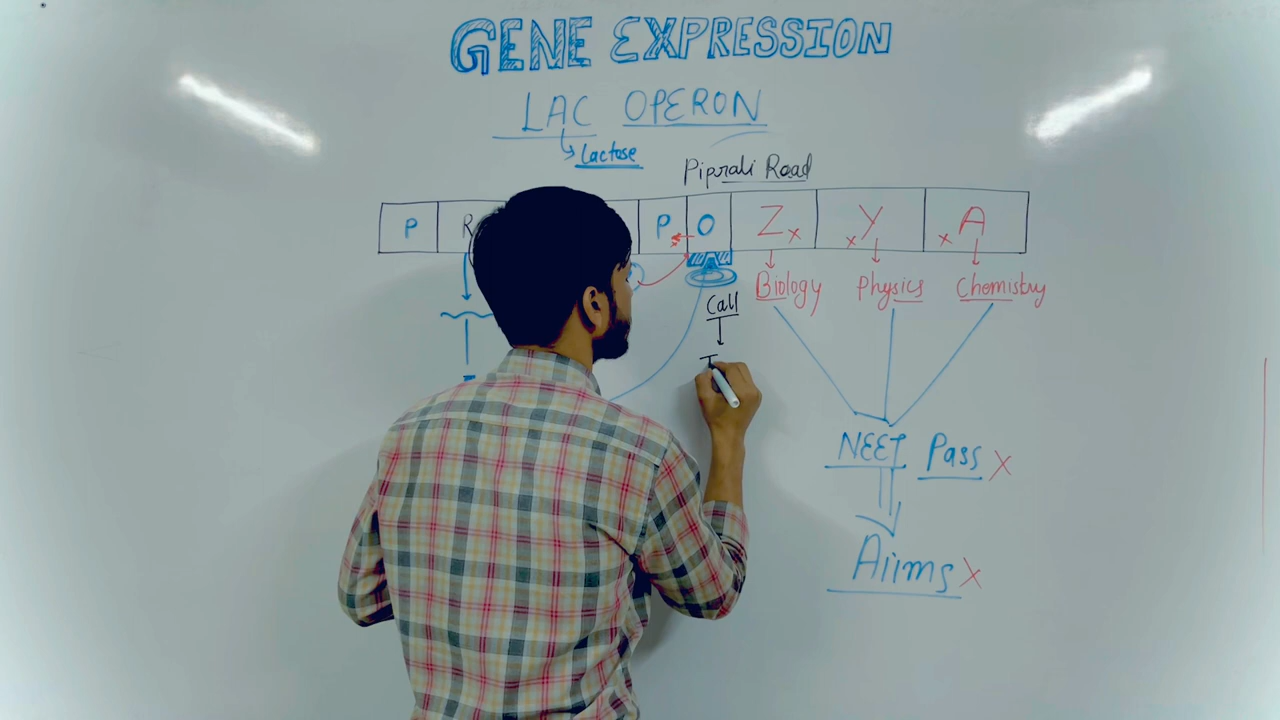 GENE EXPRESSION
LAC OPERON
Lactose
Piprali Road
P R P O Z x Y x A x
Biology Physics Chemistry
Call
T
NEET Pass X
Aiims X